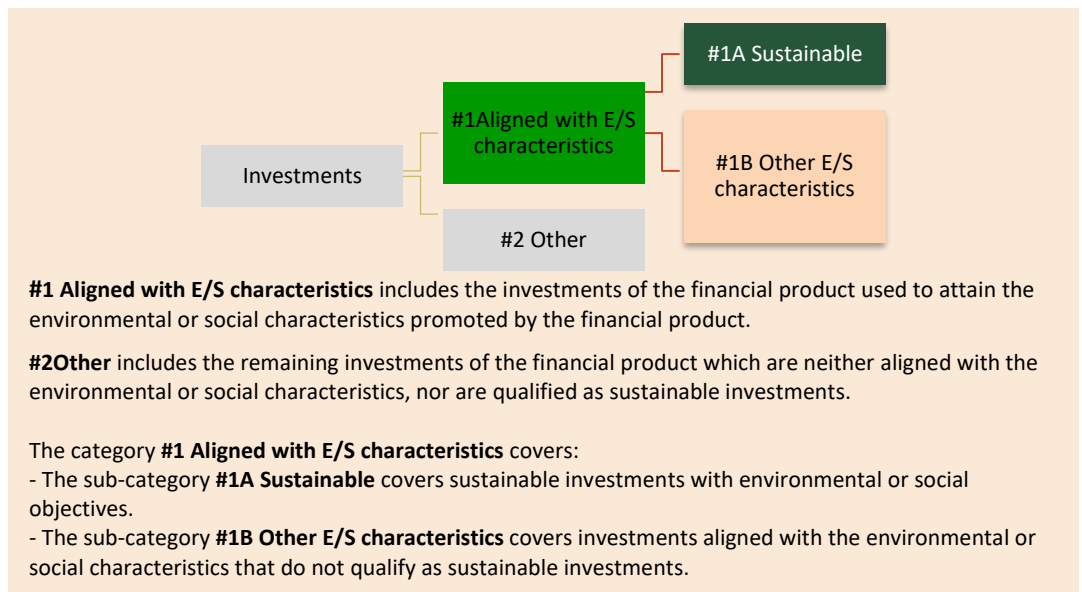 #1A Sustainable
#1Aligned with E/S
characteristics
#1B Other E/S
characteristics
Investments
#2 Other
#1 Aligned with E/S characteristics includes the investments of the financial product used to attain the
environmental or social characteristics promoted by the financial product.
#2Other includes the remaining investments of the financial product which are neither aligned with the
environmental or social characteristics, nor are qualified as sustainable investments.
The category #1 Aligned with E/S characteristics covers:
- The sub-category #1A Sustainable covers sustainable investments with environmental or social
objectives.
- The sub-category #1B Other E/S characteristics covers investments aligned with the environmental or
social characteristics that do not qualify as sustainable investments.